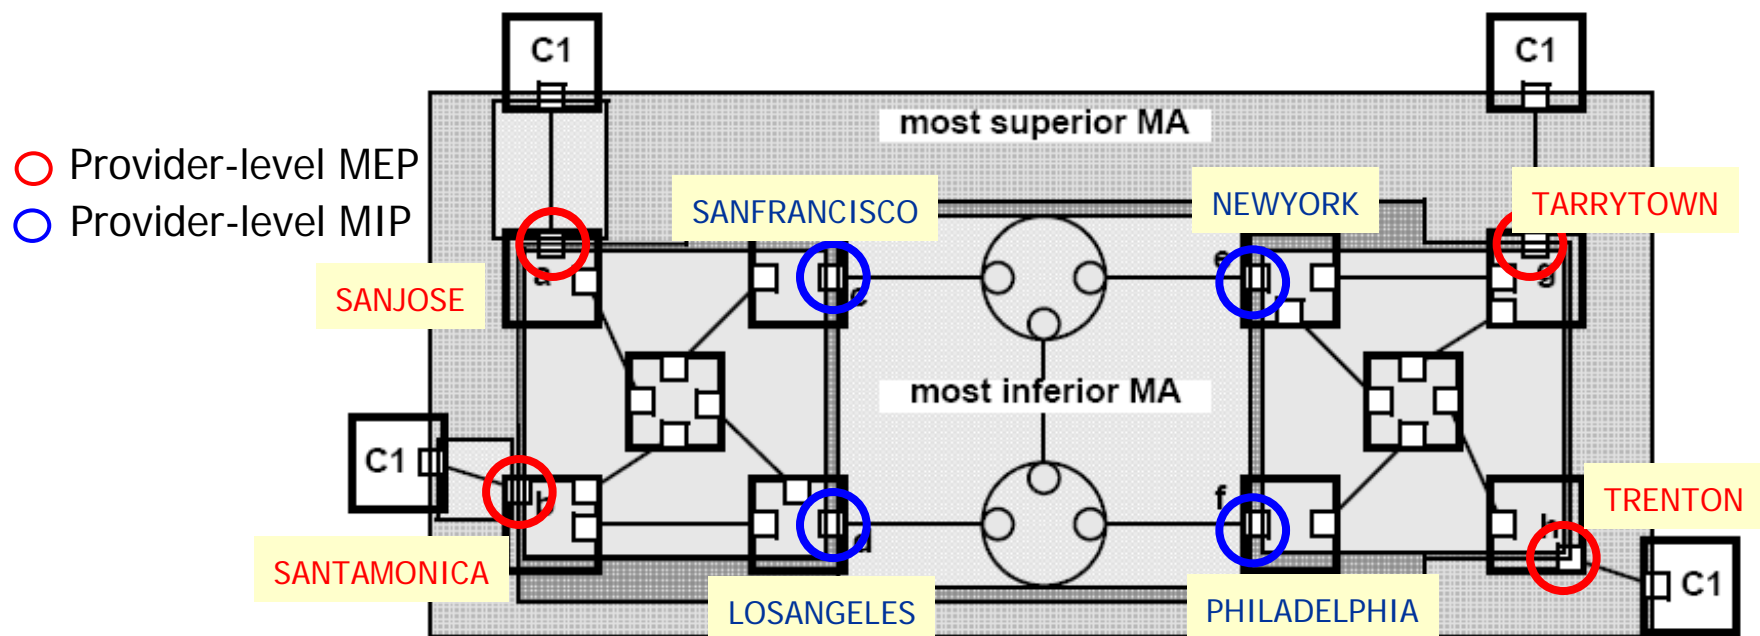 C1
C1
most superior MA
Provider-level MEP
Provider-level MIP
SANFRANCISCO
NEWYORK
TARRYTOWN
a
e
g
SANJOSE
c
most inferior MA
C1
b
f
h
TRENTON
d
SANTAMONICA
LOSANGELES
PHILADELPHIA
C1